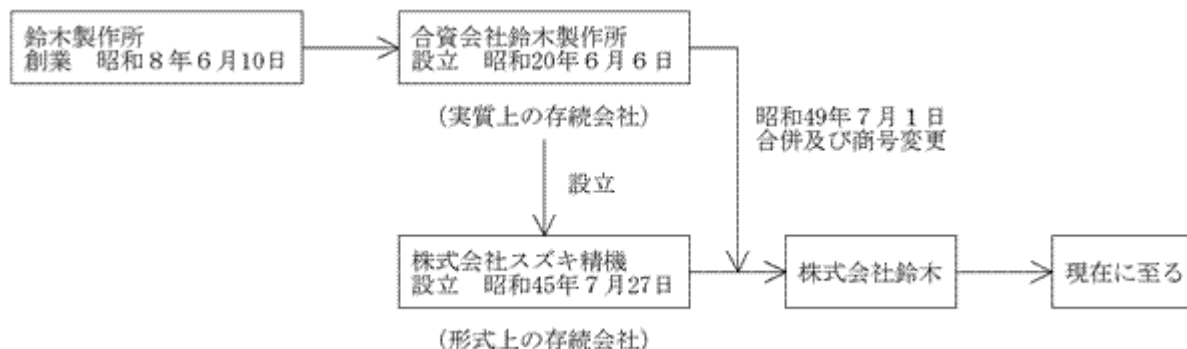 鈴木製作所
創業　昭和８年６月10日
合資会社鈴木製作所
設立　昭和20年６月６日
（実質上の存続会社）
昭和49年７月１日
合併及び商号変更
設立
株式会社スズキ精機
設立　昭和45年７月27日
（形式上の存続会社）
株式会社鈴木
現在に至る